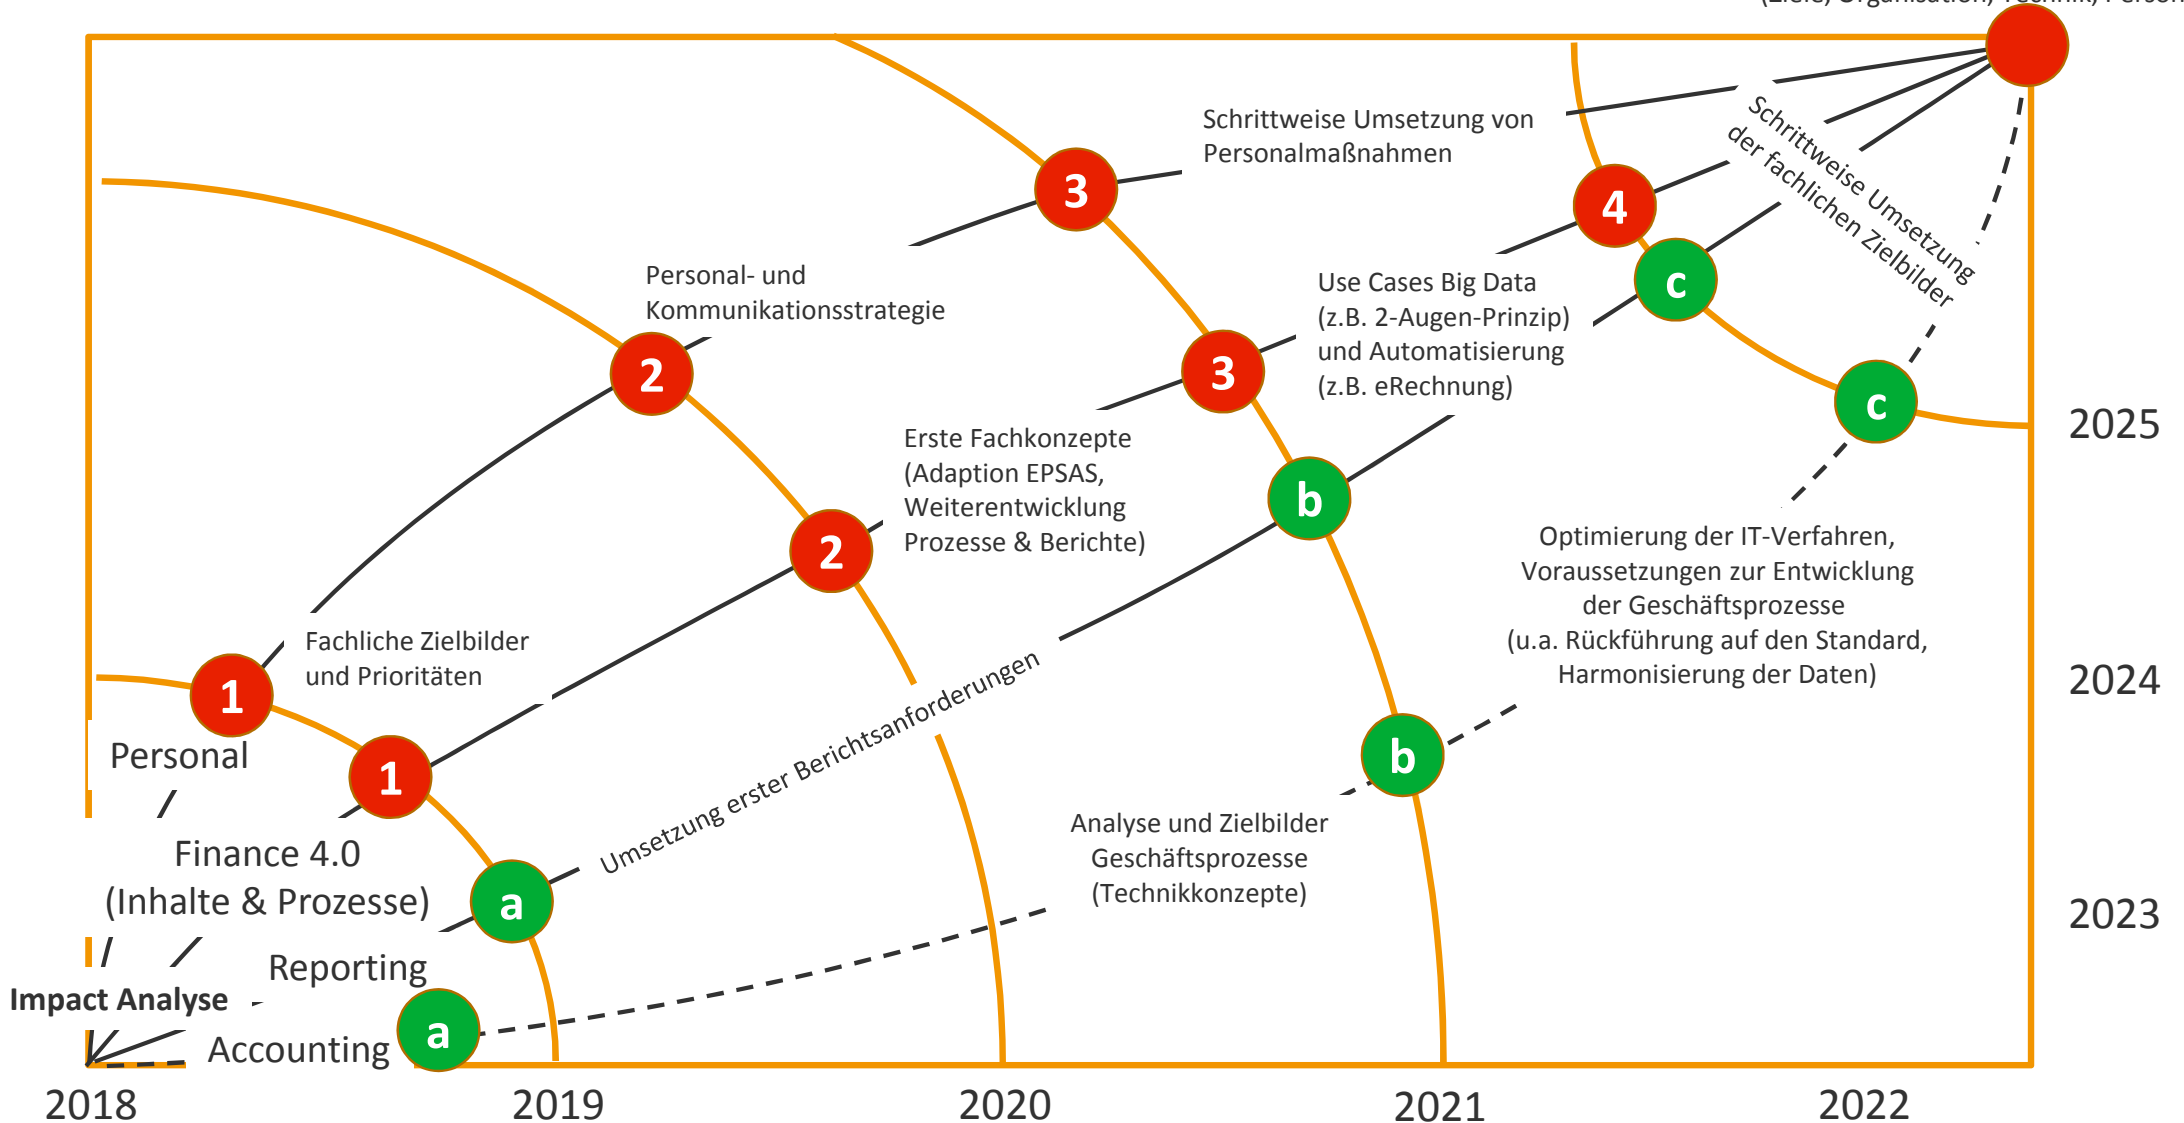 (Ziele, Organisation, Technik,
Schrittweise Umsetzung von
Personalmaßnahmen
3
4
Schrittweise Umsetzung
der fachlichen Zielbilder
Personal- und
Kommunikationsstrategie
c
Use Cases Big Data
(z.B. 2-Augen-Prinzip)
und Automatisierung
(z.B. eRechnung)
2
3
c
2025
Erste Fachkonzepte
(Adaption EPSAS,
Weiterentwicklung
Prozesse & Berichte)
b
2
Optimierung der IT-Verfahren,
Voraussetzungen zur Entwicklung
der Geschäftsprozesse
(u.a. Rückführung auf den Standard,
Harmonisierung der Daten)
Fachliche Zielbilder
und Prioritäten
1
2024
Umsetzung erster Berichtsanforderungen
Personal
1
b
Analyse und Zielbilder
Geschäftsprozesse
(Technikkonzepte)
Finance 4.0
(Inhalte & Prozesse)
a
2023
Reporting
Impact Analyse
a
Accounting
2018
2019
2020
2021
2022